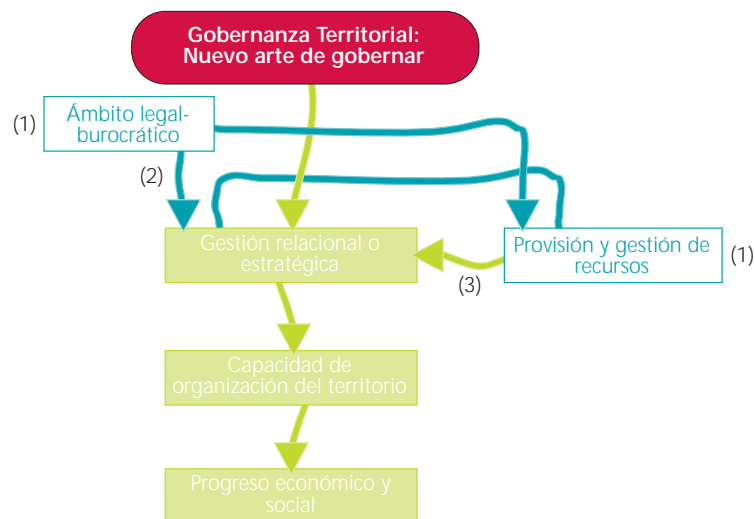 Gobernanza Territorial:
Nuevo arte de gobernar
(1)
Ámbito legal-
burocrático
(2)
Gestión relacional o
estratégica
Provisión y gestión de
recursos
(1)
(3)
Capacidad de
organización del territorio
Progreso económico y
social